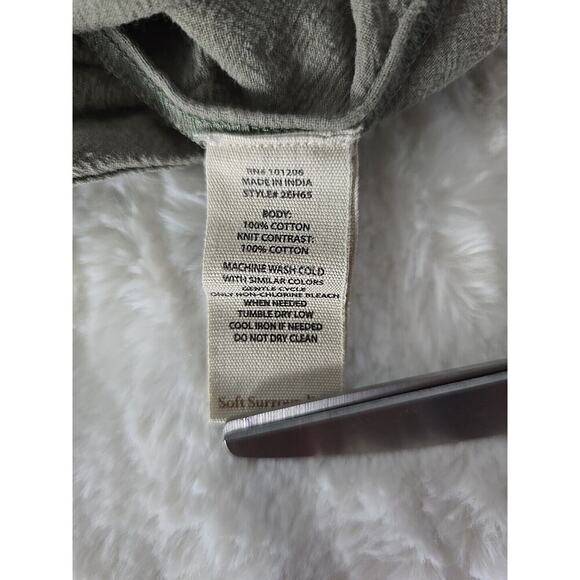 RN# 101206
MADE IN INDIA
STYLE# 2EH65
BODY:
100% COTTON
KNIT CONTRAST:
100% COTTON
MACHINE WASH COLD
WITH SIMILAR COLORS
GENTLE CYCLE
ONLY NON-CHLORINE BLEACH
WHEN NEEDED
TUMBLE DRY LOW
COOL IRON IF NEEDED
DO NOT DRY CLEAN
Soft